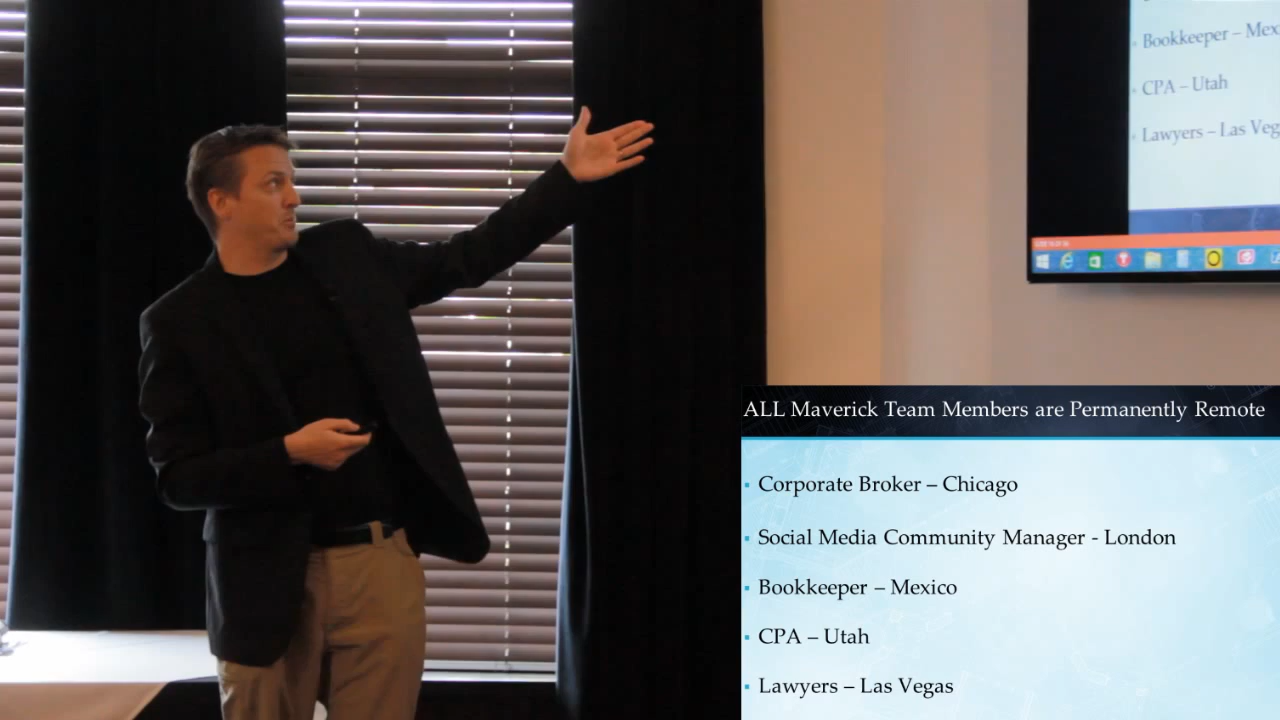 Bookkeeper – Mex
CPA – Utah
Lawyers – Las Veg
ALL Maverick Team Members are Permanently Remote
Corporate Broker – Chicago
Social Media Community Manager - London
Bookkeeper – Mexico
CPA – Utah
Lawyers – Las Vegas